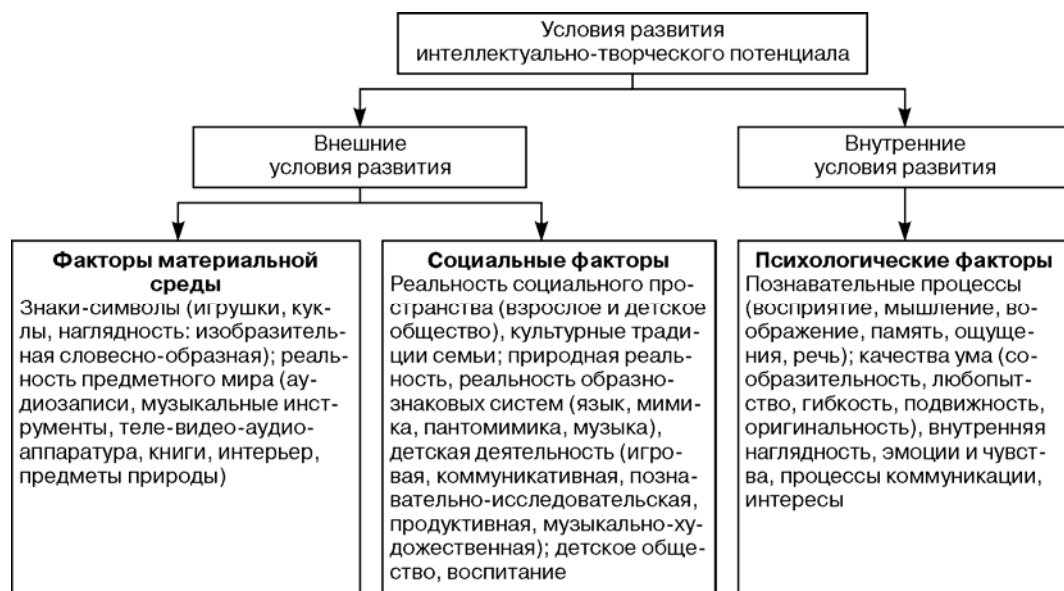 Условия развития
интеллектуально-творческого потенциала
Внешние
условия развития
Внутренние
условия развития
Факторы материальной
среды
Знаки-символы (игрушки, кук-
лы, наглядность: изобразитель-
ная словесно-образная); реаль-
ность предметного мира (ау-
диозаписи, музыкальные инст-
рументы, теле-видео-аудио-
аппаратура, книги, интерьер,
предметы природы)
Социальные факторы
Реальность социального про-
странства (взрослое и детское
общество), культурные тради-
ции семьи; природная реаль-
ность, реальность образно-
знаковых систем (язык, мими-
ка, пантомимика, музыка),
детская деятельность (игро-
вая, коммуникативная, позна-
вательно-исследовательская,
продуктивная, музыкально-ху-
дожественная); детское обще-
ство, воспитание
Психологические факторы
Познавательные процессы
(восприятие, мышление, во-
ображение, память, ощуще-
ния, речь); качества ума (со-
образительность, любопыт-
ство, гибкость, подвижность,
оригинальность), внутренняя
наглядность, эмоции и чувст-
ва, процессы коммуникации,
интересы